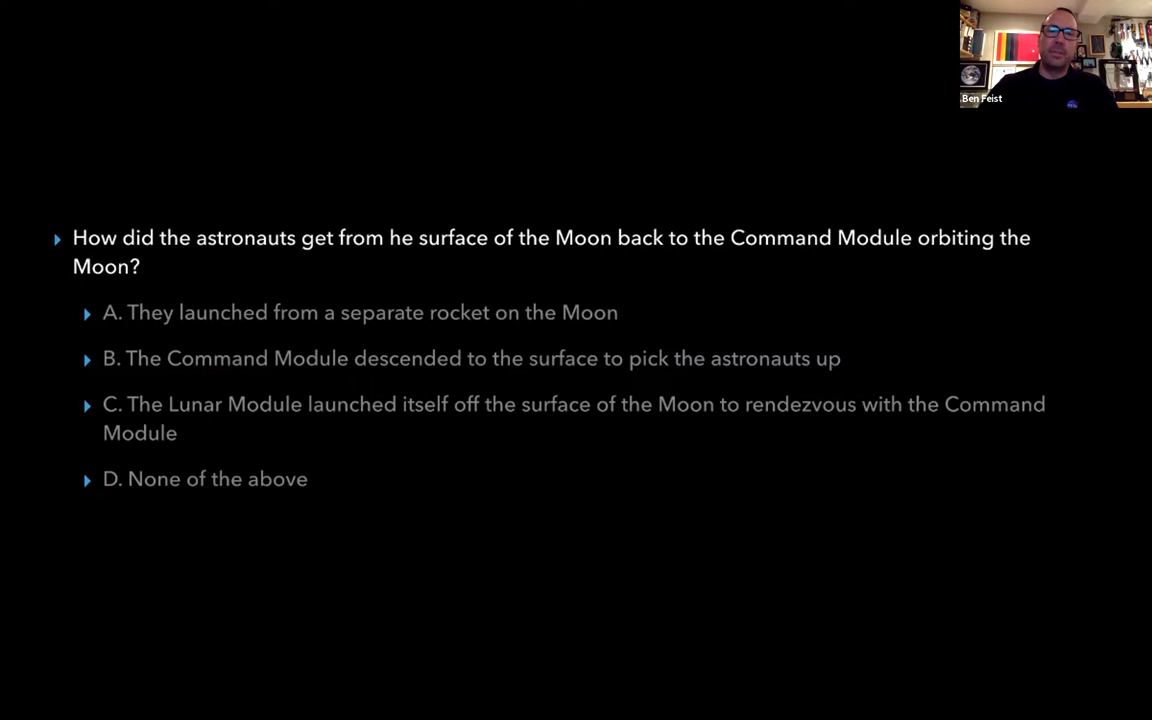 Ben Feist
How did the astronauts get from he surface of the Moon back to the Command Module orbiting the
Moon?
A. They launched from a separate rocket on the Moon
B. The Command Module descended to the surface to pick the astronauts up
C. The Lunar Module launched itself off the surface of the Moon to rendezvous with the Command
Module
D. None of the above